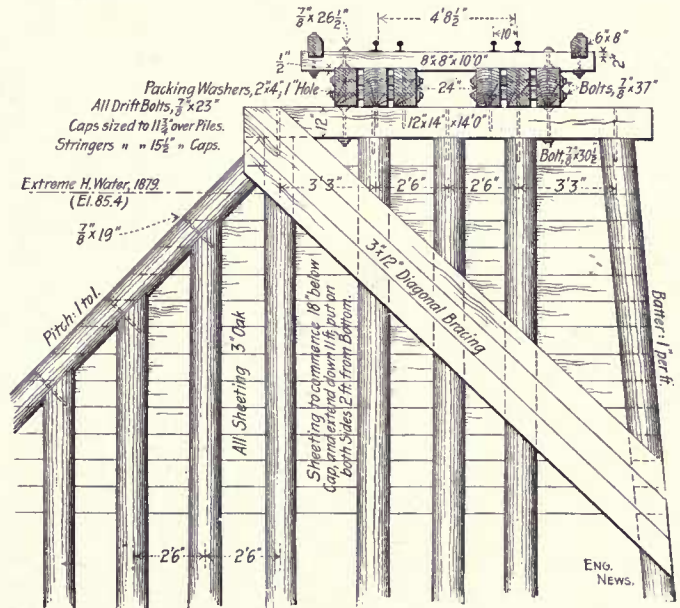 7/8" × 26 1/2"
4' 8 1/2"
10"
6" × 8"
1/2"
8" × 8" × 10' 0"
2"
Packing Washers, 2" × 4", 1" Hole
24"
Bolts, 7/8" × 37"
All Drift Bolts, 7/8" × 23"
Caps sized to 11 3/4" over Piles.
Stringers " " 15 1/2" " Caps.
12"
12" × 14" × 14' 0"
Bolt, 7/8" × 30 1/2"
Extreme H. Water, 1879
(El. 85.4)
3' 3"
2' 6"
2' 6"
3' 3"
7/8" × 19"
Pitch: 1 to 1.
All Sheeting 3" Oak
Sheeting to commence 18" below
Cap, and extend down 11 ft; put on
both Sides 2 ft. from Bottom.
3" × 12" Diagonal Bracing
Batter: 1" per ft.
2' 6"
2' 6"
ENG.
NEWS.